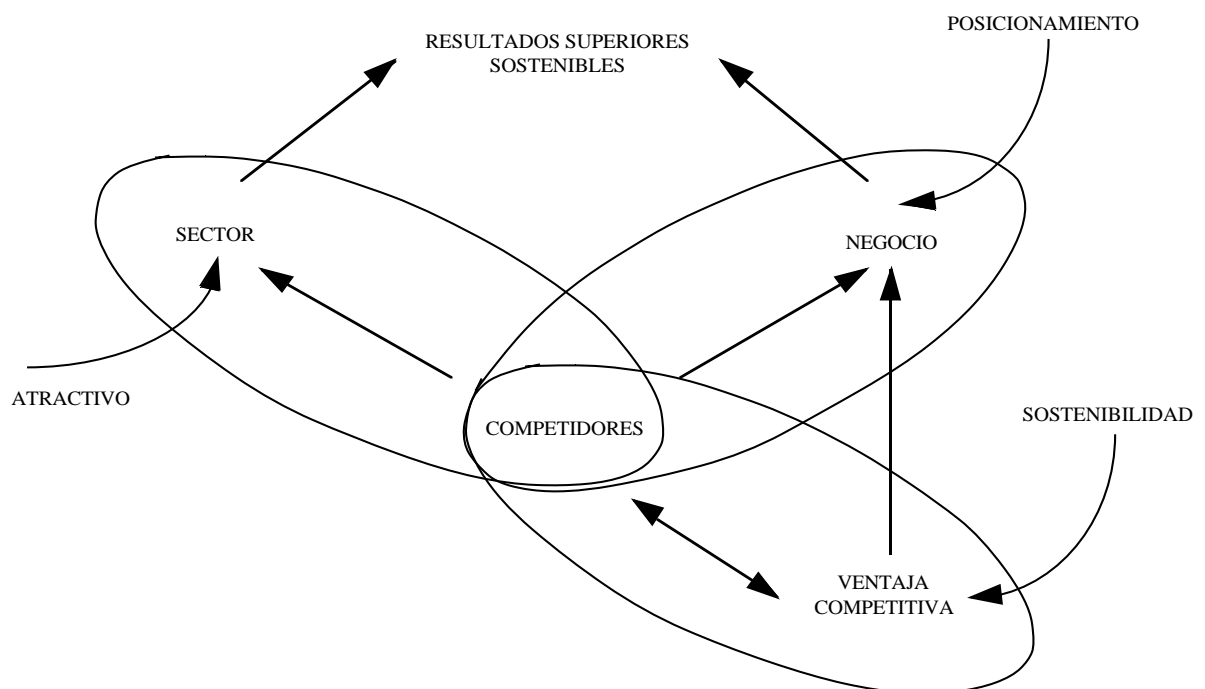 POSICIONAMIENTO
RESULTADOS SUPERIORES
SOSTENIBLES
SECTOR
NEGOCIO
ATRACTIVO
COMPETIDORES
SOSTENIBILIDAD
VENTAJA
COMPETITIVA